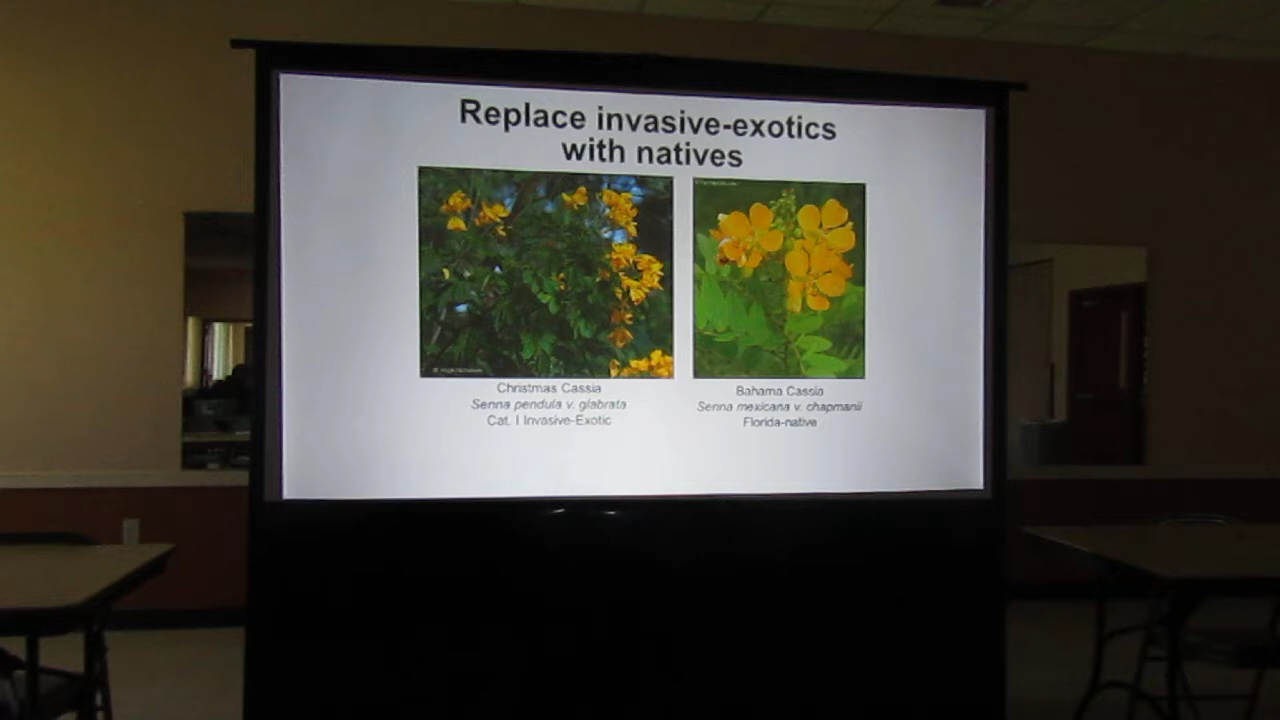 Replace invasive-exotics
with natives
Christmas Cassia
Senna pendula v. glabrata
Cat. I Invasive-Exotic
Bahama Cassia
Senna mexicana v. chapmanii
Florida-native